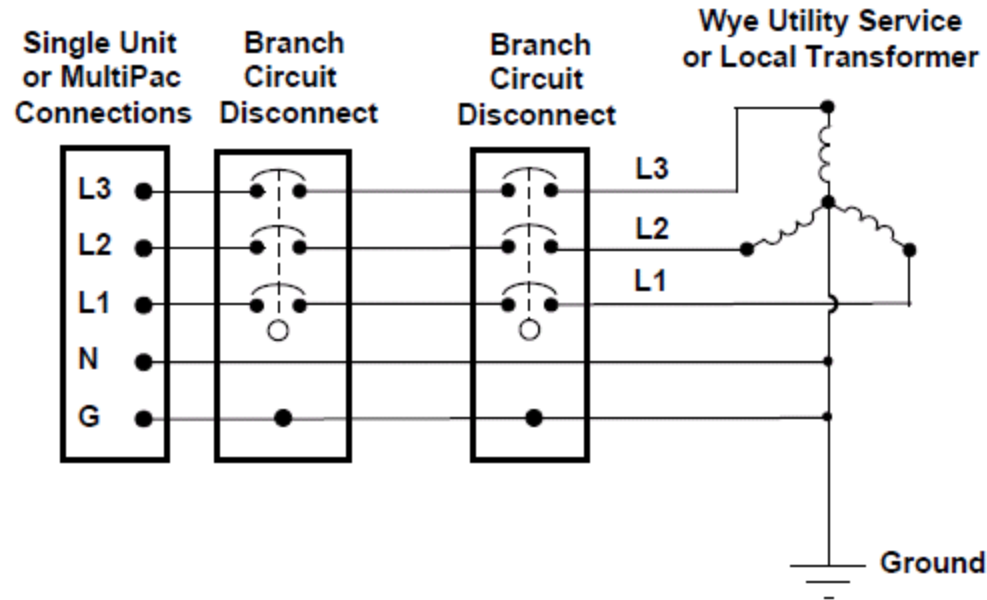 Single Unit
or MultiPac
Connections
Branch
Circuit
Disconnect
Branch
Circuit
Disconnect
Wye Utility Service
or Local Transformer
L3
L2
L1
N
G
L3
L2
L1
Ground